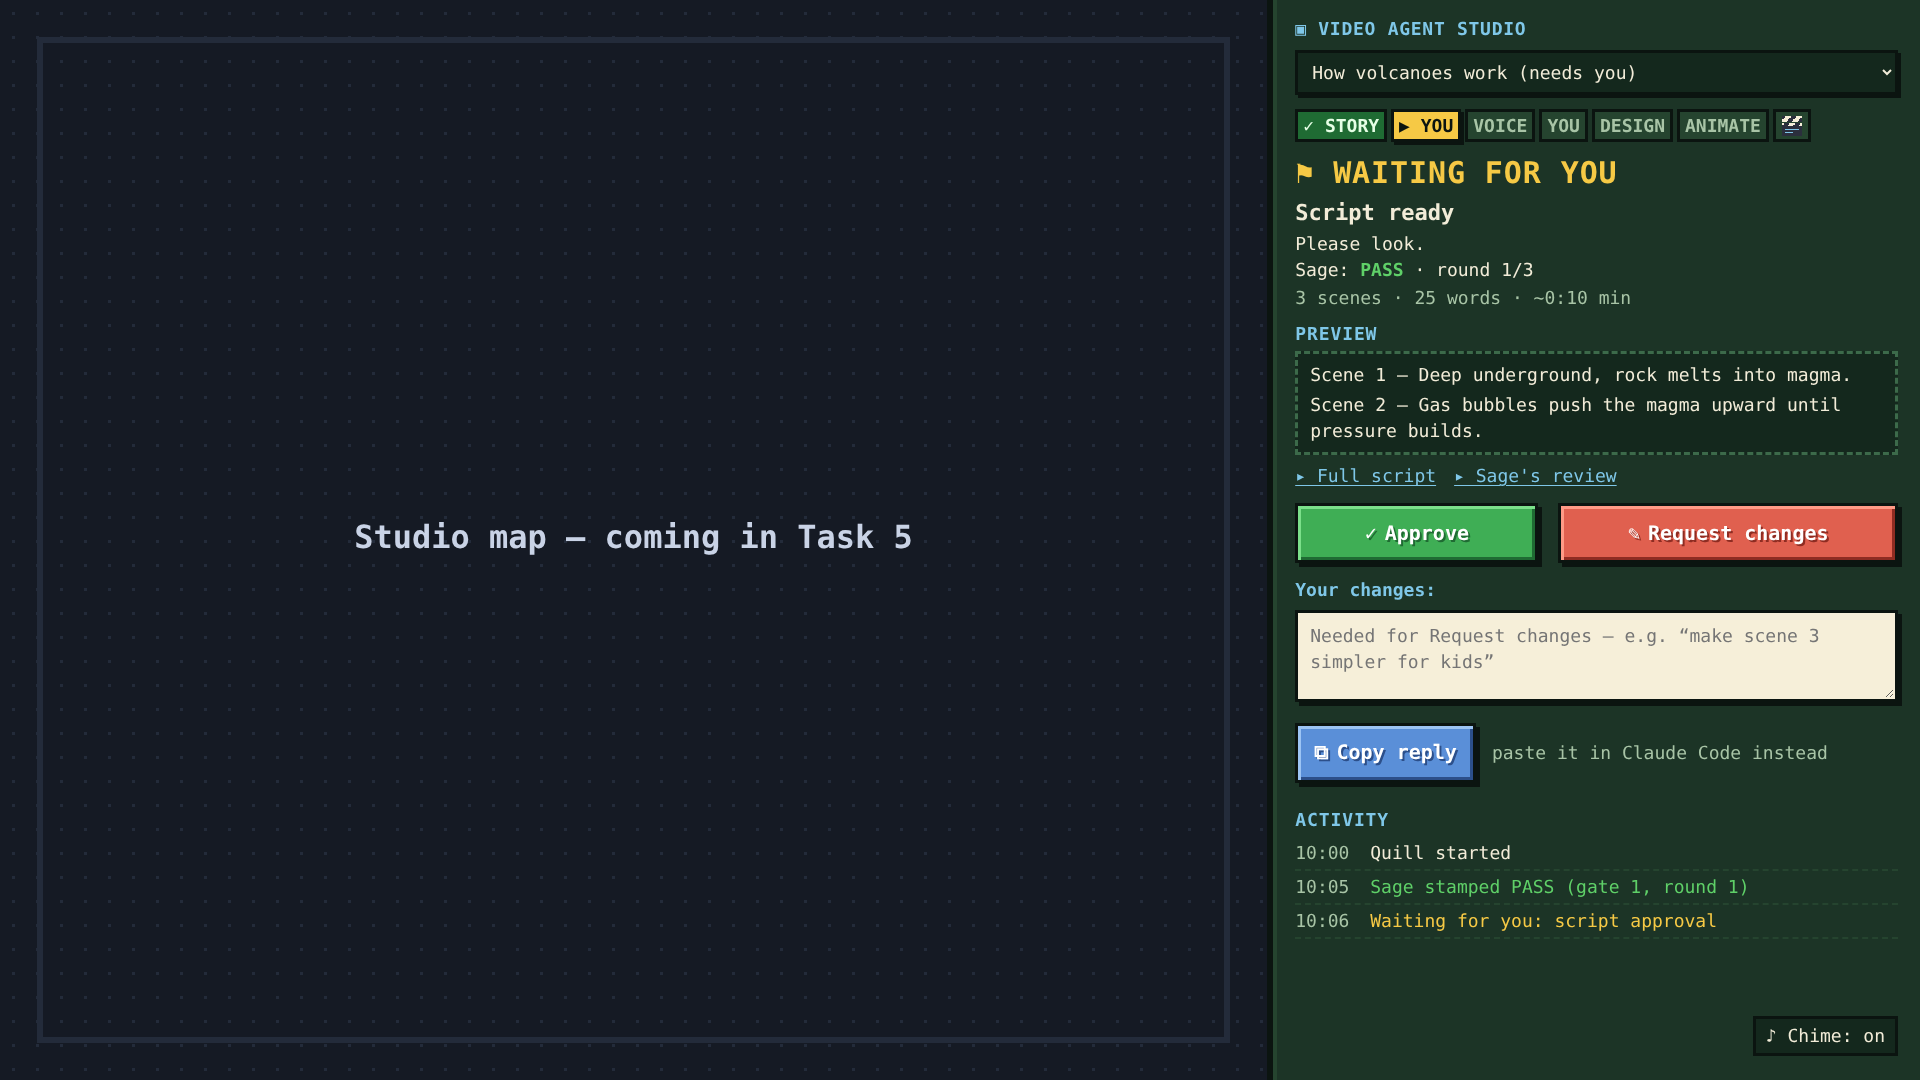 Studio map — coming in Task 5
▣ VIDEO AGENT STUDIO
How volcanoes work (needs you)
✓ STORY ▶ YOU VOICE YOU DESIGN ANIMATE 🎬
⚑ WAITING FOR YOU
Script ready
Please look.
Sage: PASS · round 1/3
3 scenes · 25 words · ~0:10 min
PREVIEW
Scene 1 — Deep underground, rock melts into magma.
Scene 2 — Gas bubbles push the magma upward until
pressure builds.
▸ Full script ▸ Sage's review
✓ Approve ✎ Request changes
Your changes:
Needed for Request changes — e.g. “make scene 3
simpler for kids”
⧉ Copy reply paste it in Claude Code instead
ACTIVITY
10:00 Quill started
10:05 Sage stamped PASS (gate 1, round 1)
10:06 Waiting for you: script approval
♪ Chime: on